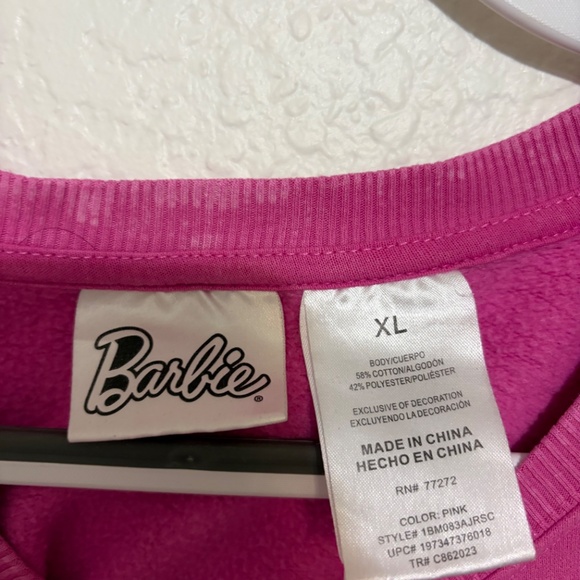 Barbie®
XL
BODY/CUERPO
58% COTTON/ALGODÓN
42% POLYESTER/POLIÉSTER
EXCLUSIVE OF DECORATION
EXCLUYENDO LA DECORACIÓN
MADE IN CHINA
HECHO EN CHINA
RN# 77272
COLOR: PINK
STYLE# 1BM083AJRSC
UPC# 197347376018
TR# C862023